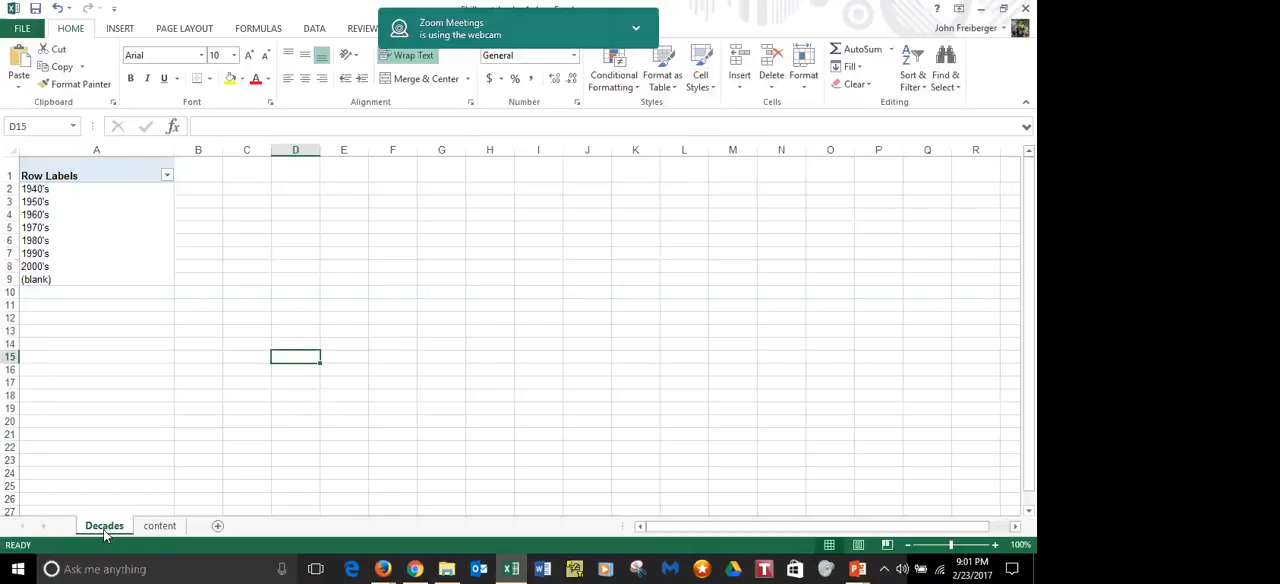 Zoom Meetings
is using the webcam
FILE HOME INSERT PAGE LAYOUT FORMULAS DATA REVIEW
John Freiberger
Cut
Copy
Format Painter
Paste
Clipboard
Arial 10
B I U
Font
Wrap Text
Merge & Center
Alignment
General
$ % ,
Number
Conditional
Formatting
Format as
Table
Cell
Styles
Styles
Insert
Delete
Format
Cells
AutoSum
Fill
Clear
Sort &
Filter
Find &
Select
Editing
D15 fx
A B C D E F G H I J K L M N O P Q R
1 Row Labels
2 1940's
3 1950's
4 1960's
5 1970's
6 1980's
7 1990's
8 2000's
9 (blank)
10
11
12
13
14
15
16
17
18
19
20
21
22
23
24
25
26
27
Decades content
READY 100%
Ask me anything
9:01 PM
2/23/2017